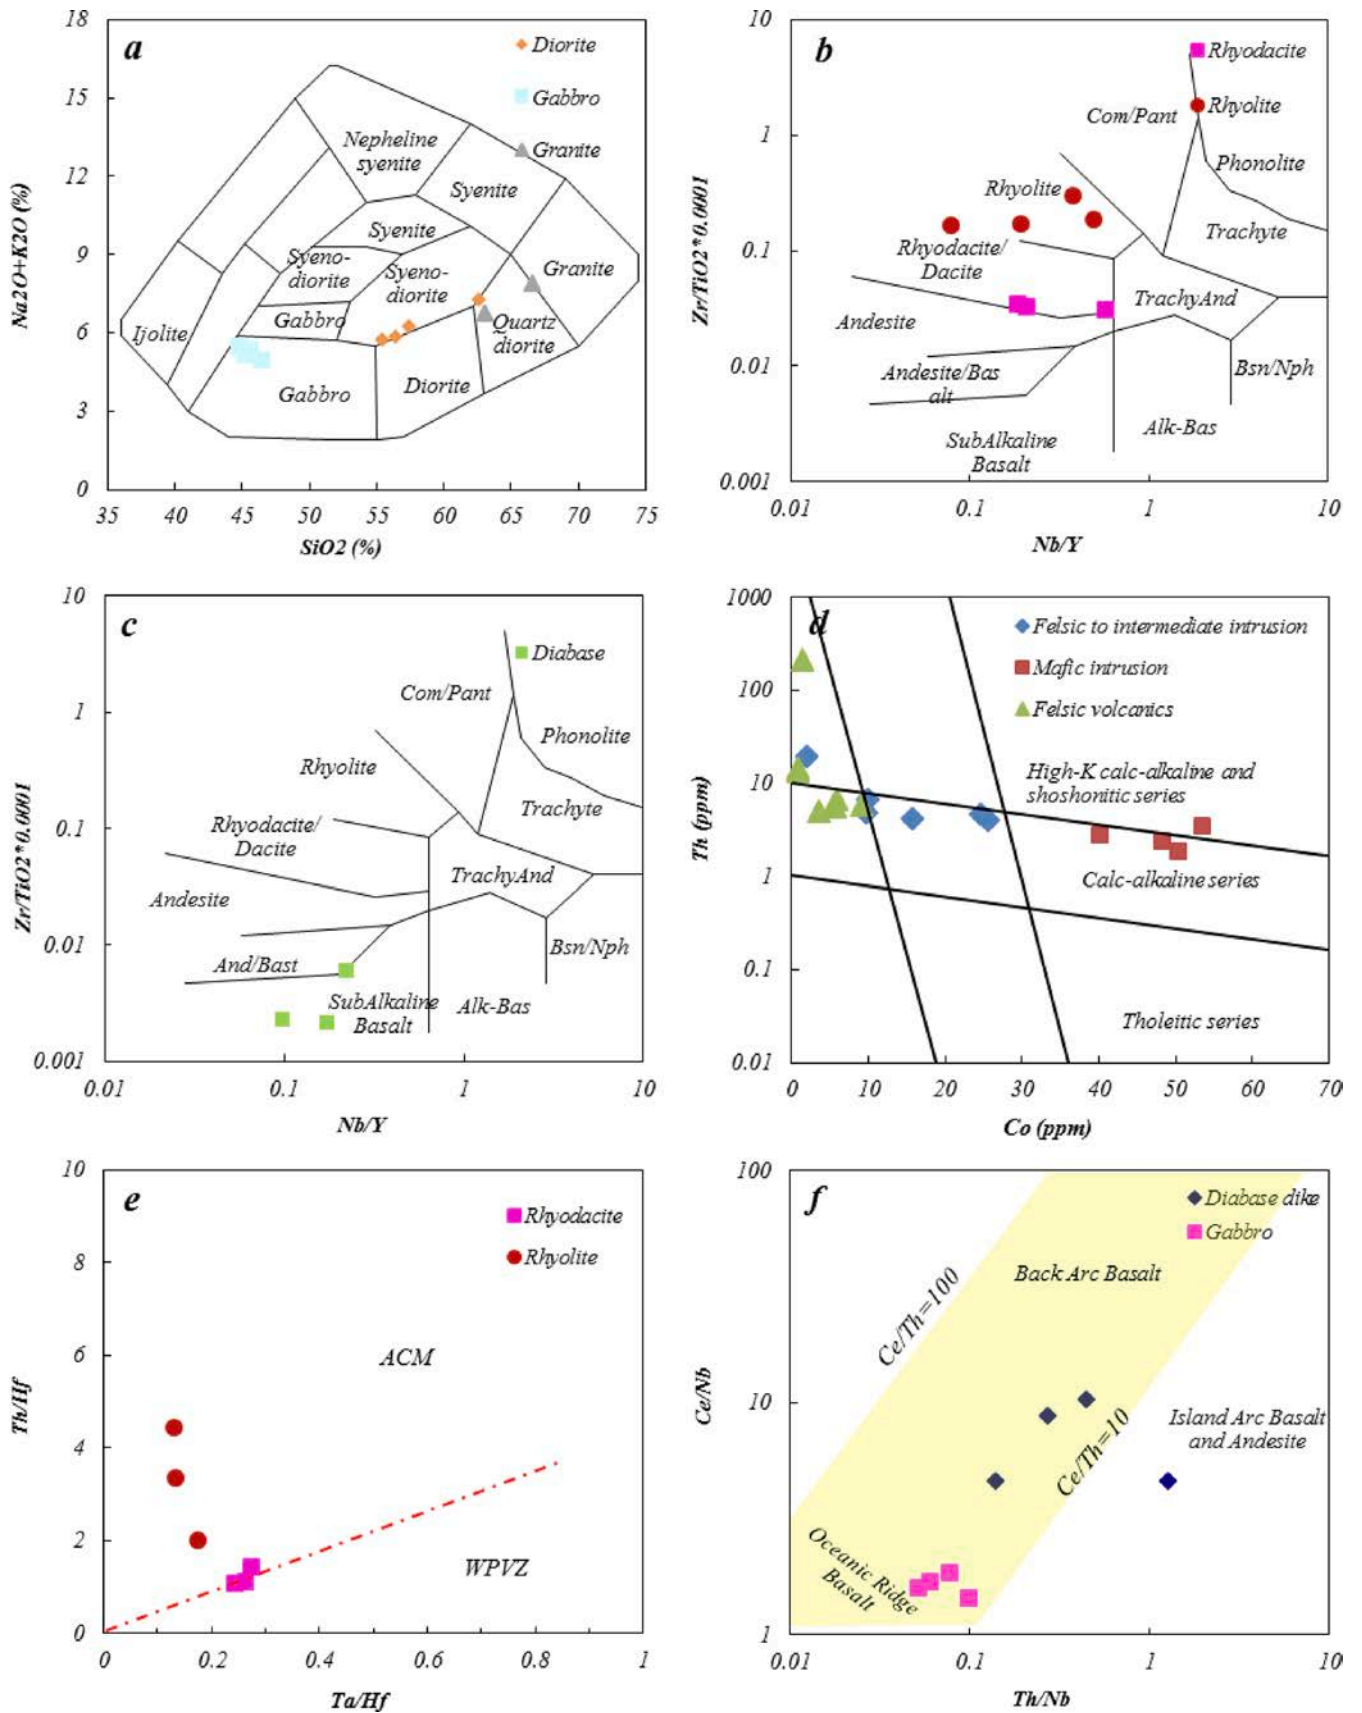 a
Diorite
Gabbro
Granite
Nepheline
syenite
Syenite
Syenite
Syeno-
diorite
Syeno-
diorite
Granite
Gabbro
Quartz
diorite
Ijolite
Gabbro
Diorite
18
15
12
9
6
3
0
35 40 45 50 55 60 65 70 75
SiO2 (%)
Na2O+K2O (%)
b
Rhyodacite
Rhyolite
Com/Pant
Phonolite
Rhyolite
Trachyte
Rhyodacite/
Dacite
TrachyAnd
Andesite
Andesite/Bas
alt
Bsn/Nph
SubAlkaline
Basalt
Alk-Bas
10
1
0.1
0.01
0.001
0.01 0.1 1 10
Nb/Y
Zr/TiO2*0.0001
c
Diabase
Com/Pant
Phonolite
Rhyolite
Trachyte
Rhyodacite/
Dacite
TrachyAnd
Andesite
And/Bast
Bsn/Nph
SubAlkaline
Basalt
Alk-Bas
10
1
0.1
0.01
0.001
0.01 0.1 1 10
Nb/Y
Zr/TiO2*0.0001
d
Felsic to intermediate intrusion
Mafic intrusion
Felsic volcanics
High-K calc-alkaline and
shoshonitic series
Calc-alkaline series
Tholeitic series
1000
100
10
1
0.1
0.01
0 10 20 30 40 50 60 70
Co (ppm)
Th (ppm)
e
Rhyodacite
Rhyolite
ACM
WPVZ
10
8
6
4
2
0
0 0.2 0.4 0.6 0.8 1
Ta/Hf
Th/Hf
f
Diabase dike
Gabbro
Back Arc Basalt
Ce/Th=100
Ce/Th=10
Island Arc Basalt
and Andesite
Oceanic Ridge
Basalt
100
10
1
0.01 0.1 1 10
Th/Nb
Ce/Nb